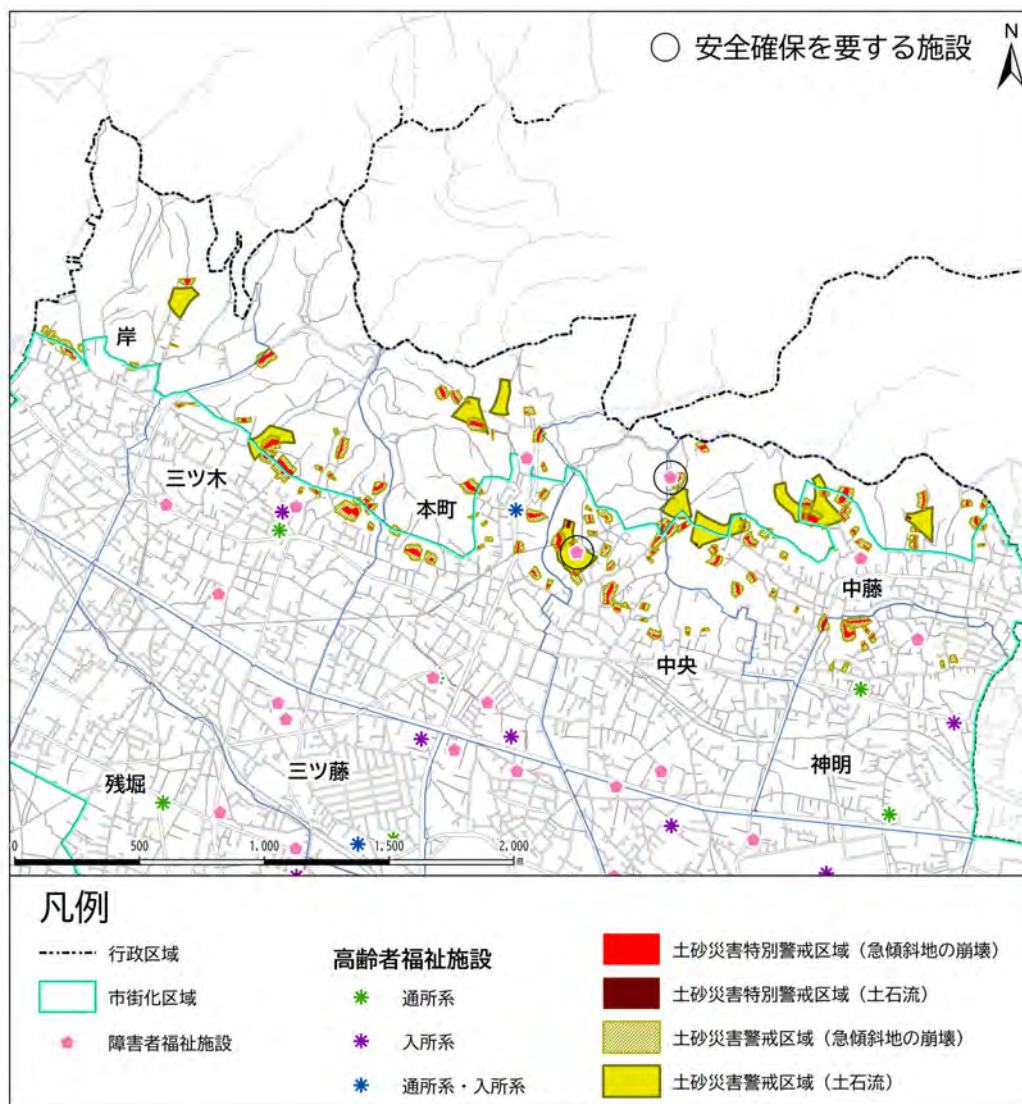 ○ 安全確保を要する施設
N
岸
三ツ木
本町
中藤
中央
残堀
三ツ藤
神明
0 500 1,000 1,500 2,000
m
凡例
行政区域
市街化区域
障害者福祉施設
高齢者福祉施設
通所系
入所系
通所系・入所系
土砂災害特別警戒区域（急傾斜地の崩壊）
土砂災害特別警戒区域（土石流）
土砂災害警戒区域（急傾斜地の崩壊）
土砂災害警戒区域（土石流）